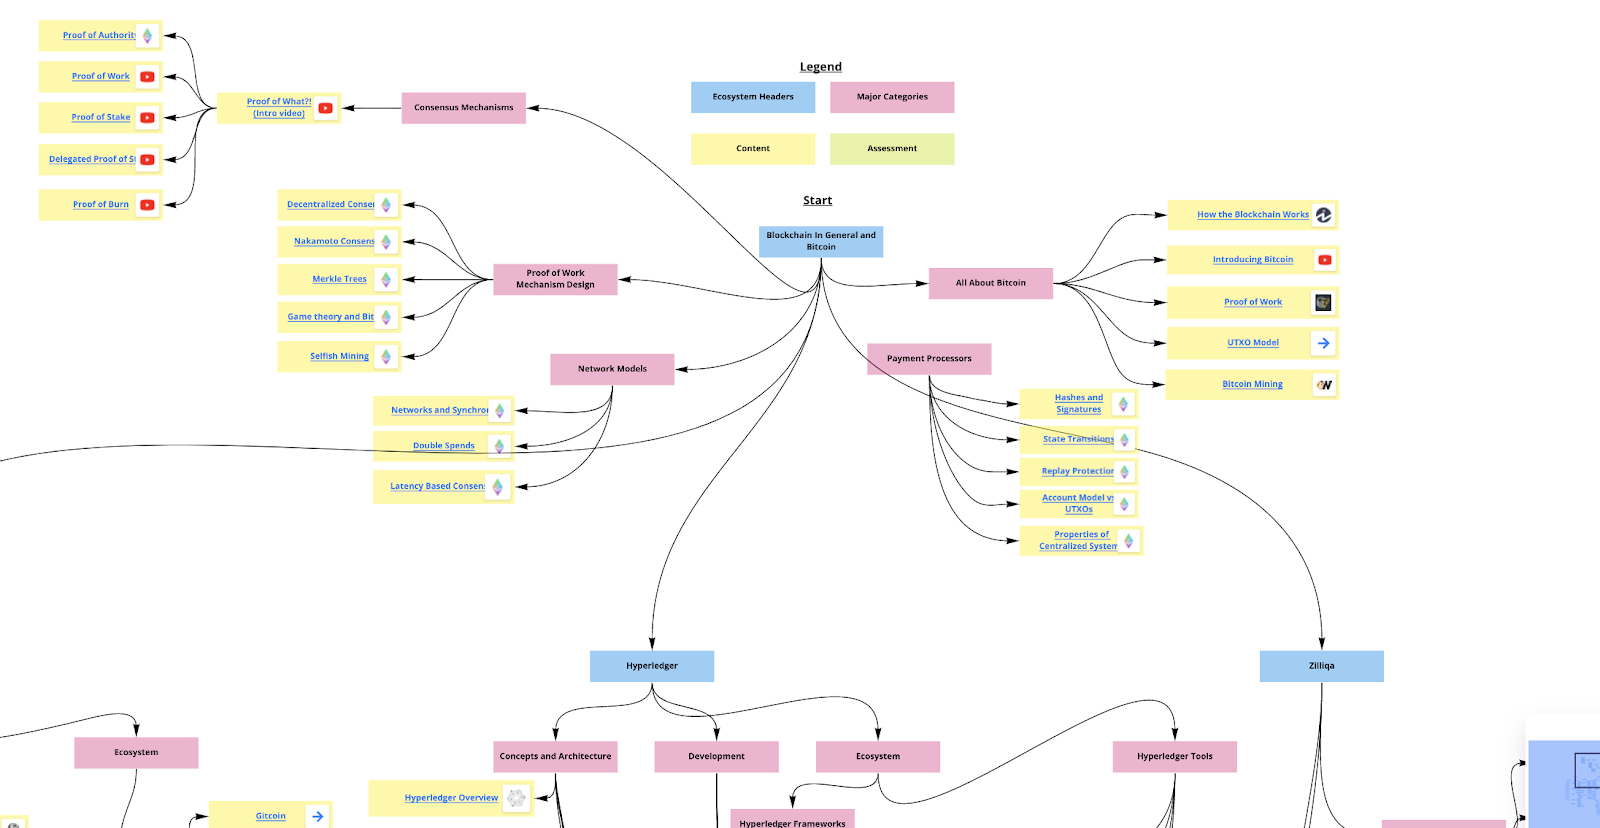 Proof of Authority
Proof of Work
Proof of Stake
Delegated Proof of St
Proof of Burn
Proof of What?!
(Intro video)
Consensus Mechanisms
Legend
Ecosystem Headers
Major Categories
Content
Assessment
Start
Blockchain In General and
Bitcoin
Decentralized Consen
Nakamoto Consens
Merkle Trees
Game theory and Bit
Selfish Mining
Proof of Work
Mechanism Design
All About Bitcoin
How the Blockchain Works
Introducing Bitcoin
Proof of Work
UTXO Model
Bitcoin Mining
Network Models
Networks and Synchron
Double Spends
Latency Based Consens
Payment Processors
Hashes and
Signatures
State Transitions
Replay Protection
Account Model vs
UTXOs
Properties of
Centralized System
Hyperledger
Zilliqa
Ecosystem
Concepts and Architecture
Development
Ecosystem
Hyperledger Tools
Hyperledger Overview
Gitcoin
Hyperledger Frameworks